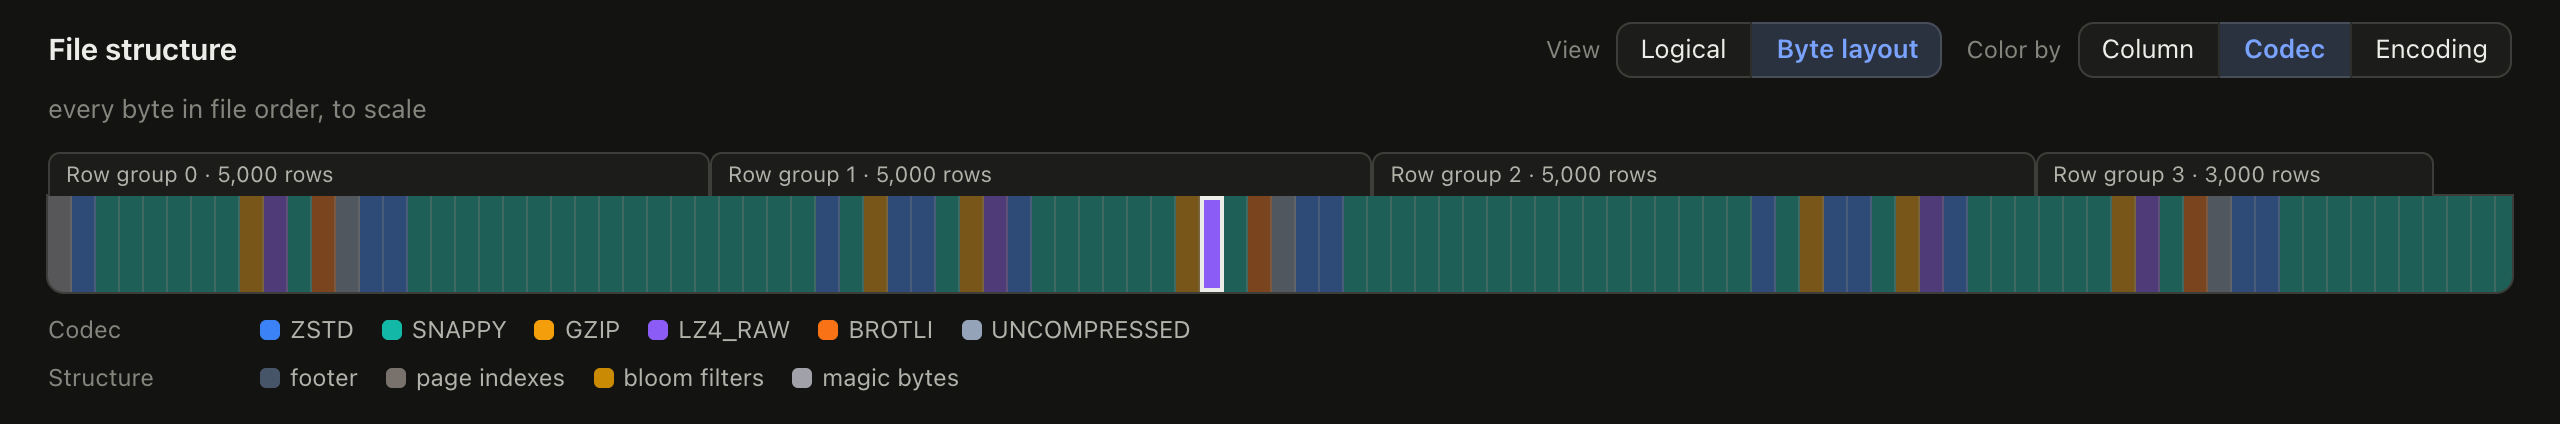 File structure
View Logical Byte layout Color by Column Codec Encoding
every byte in file order, to scale
Row group 0 · 5,000 rows Row group 1 · 5,000 rows Row group 2 · 5,000 rows Row group 3 · 3,000 rows
Codec ZSTD SNAPPY GZIP LZ4_RAW BROTLI UNCOMPRESSED
Structure footer page indexes bloom filters magic bytes